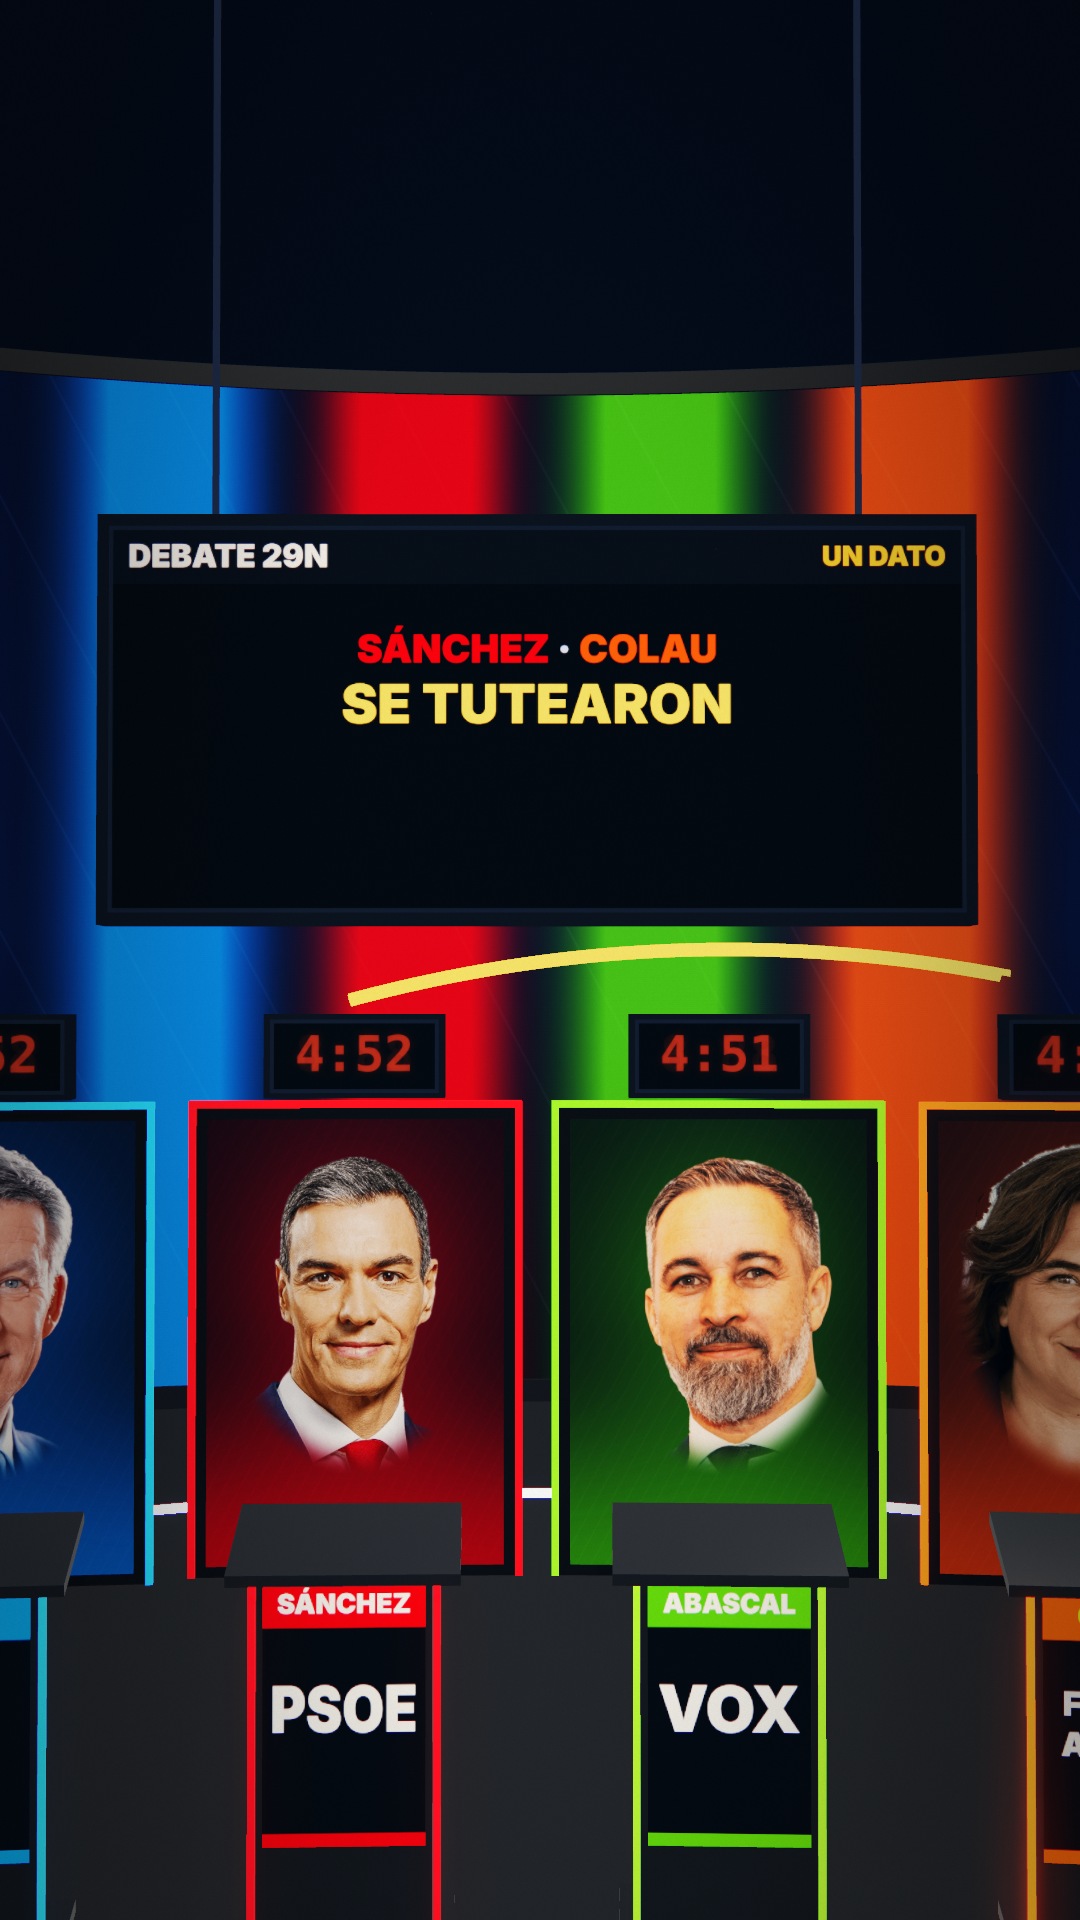 DEBATE 29N
UN DATO
SÁNCHEZ · COLAU
SE TUTEARON
4:52
4:51
SÁNCHEZ
ABASCAL
PSOE
VOX